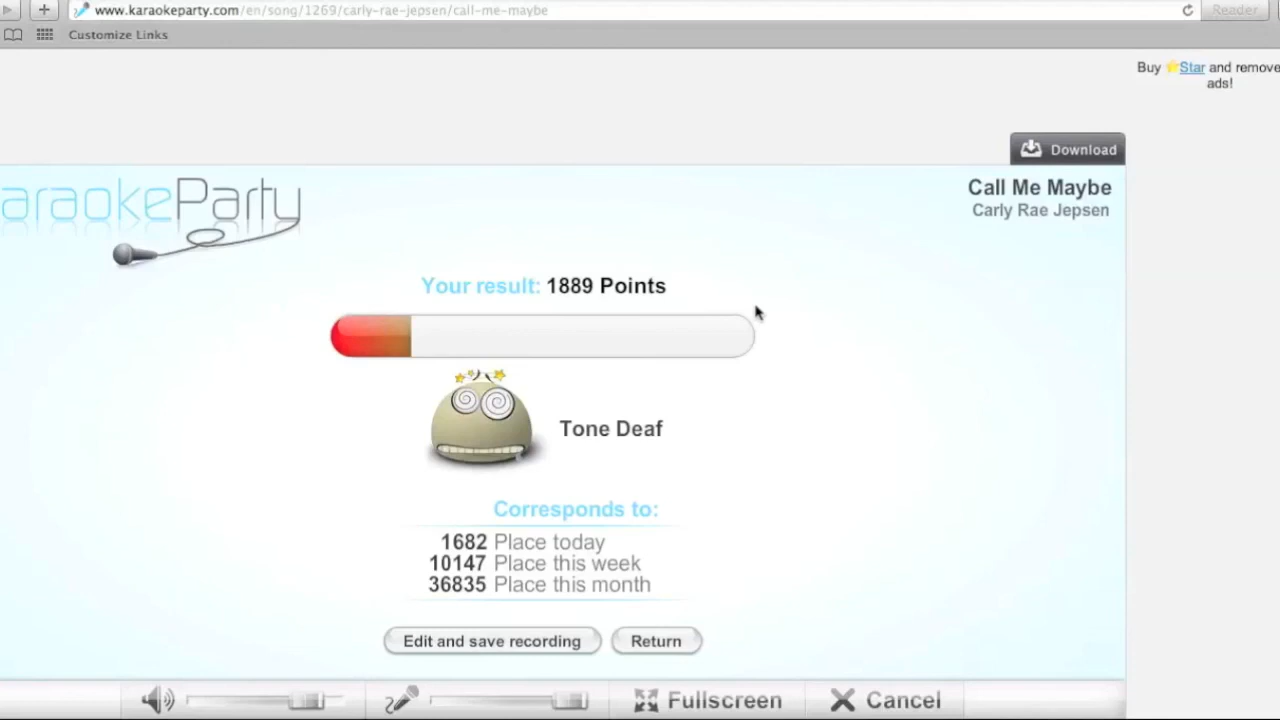 www.karaokeparty.com/en/song/1269/carly-rae-jepsen/call-me-maybe
Reader
Customize Links
Buy Star and remove
ads!
Download
araokeParty
Call Me Maybe
Carly Rae Jepsen
Your result: 1889 Points
Tone Deaf
Corresponds to:
1682 Place today
10147 Place this week
36835 Place this month
Edit and save recording
Return
Fullscreen
Cancel